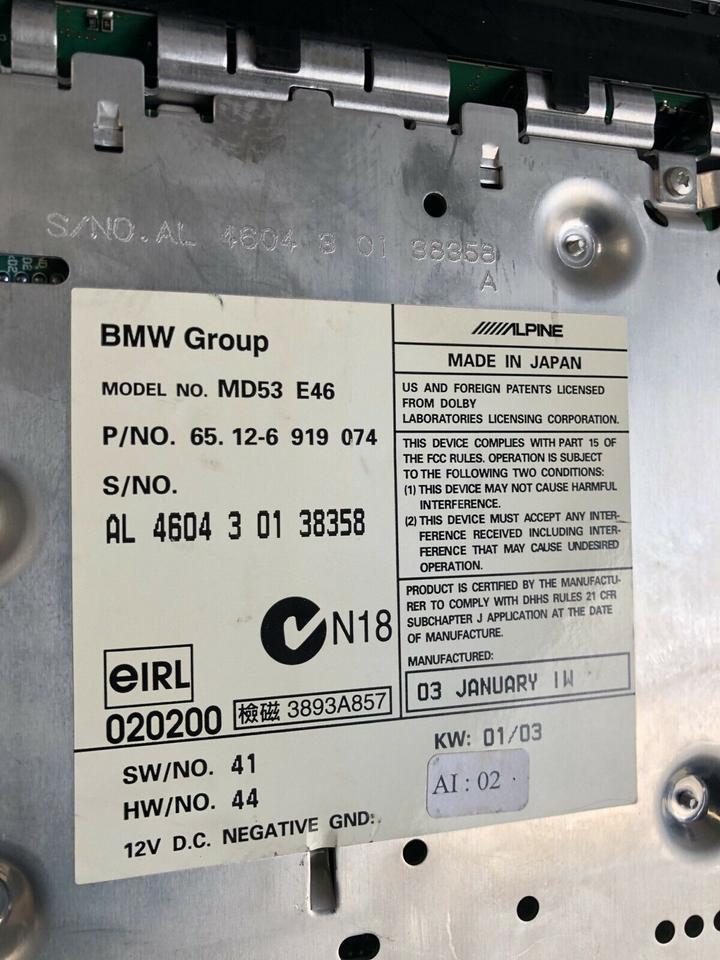 S/NO. AL 4604 3 01 38358
A
BMW Group
MODEL NO. MD53 E46
P/NO. 65. 12-6 919 074
S/NO.
AL 4604 3 01 38358
N18
eIRL
020200
檢磁 3893A857
SW/NO. 41
HW/NO. 44
12V D.C. NEGATIVE GND:
ALPINE
MADE IN JAPAN
US AND FOREIGN PATENTS LICENSED
FROM DOLBY
LABORATORIES LICENSING CORPORATION.
THIS DEVICE COMPLIES WITH PART 15 OF
THE FCC RULES. OPERATION IS SUBJECT
TO THE FOLLOWING TWO CONDITIONS:
(1) THIS DEVICE MAY NOT CAUSE HARMFUL
INTERFERENCE.
(2) THIS DEVICE MUST ACCEPT ANY INTER-
FERENCE RECEIVED INCLUDING INTER-
FERENCE THAT MAY CAUSE UNDESIRED
OPERATION.
PRODUCT IS CERTIFIED BY THE MANUFACTU-
RER TO COMPLY WITH DHHS RULES 21 CFR
SUBCHAPTER J APPLICATION AT THE DATE
OF MANUFACTURE.
MANUFACTURED:
03 JANUARY 1W
KW: 01/03
AI : 02